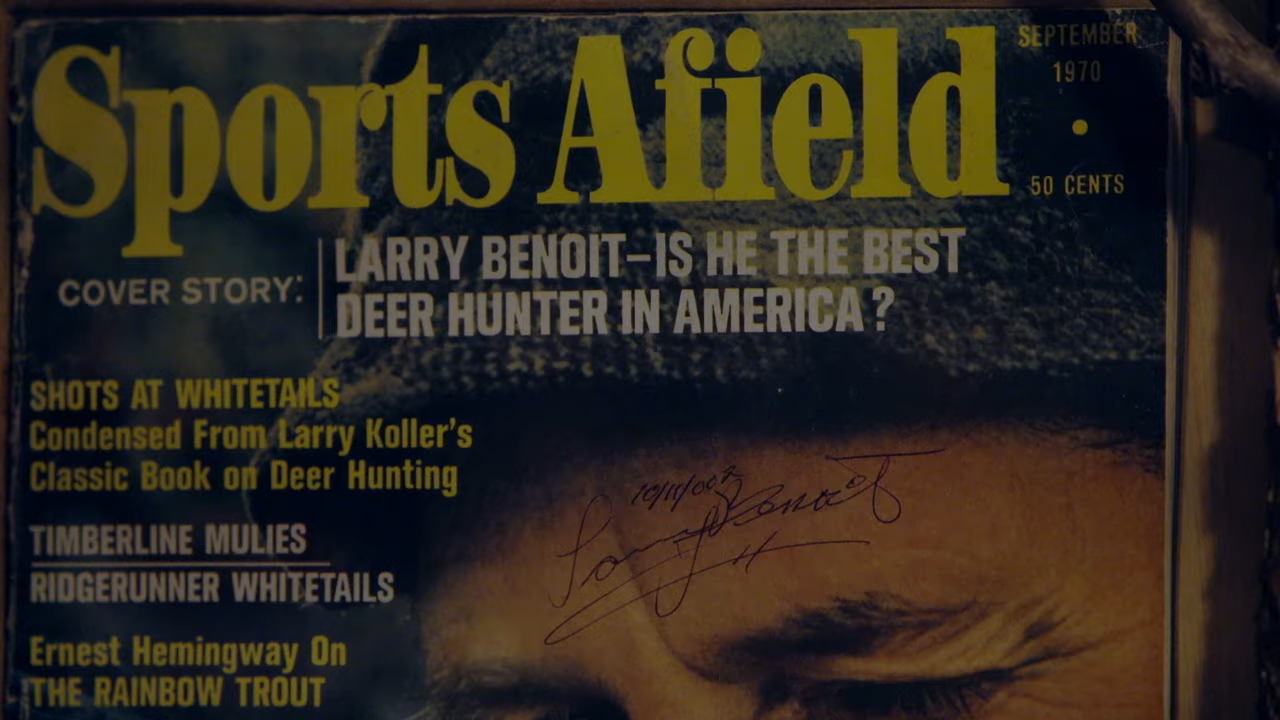 Sports Afield
SEPTEMBER
1970
50 CENTS
COVER STORY:
LARRY BENOIT-IS HE THE BEST
DEER HUNTER IN AMERICA?
SHOTS AT WHITETAILS
Condensed From Larry Koller's
Classic Book on Deer Hunting
TIMBERLINE MULIES
RIDGERUNNER WHITETAILS
Ernest Hemingway On
THE RAINBOW TROUT
Larry Benoit